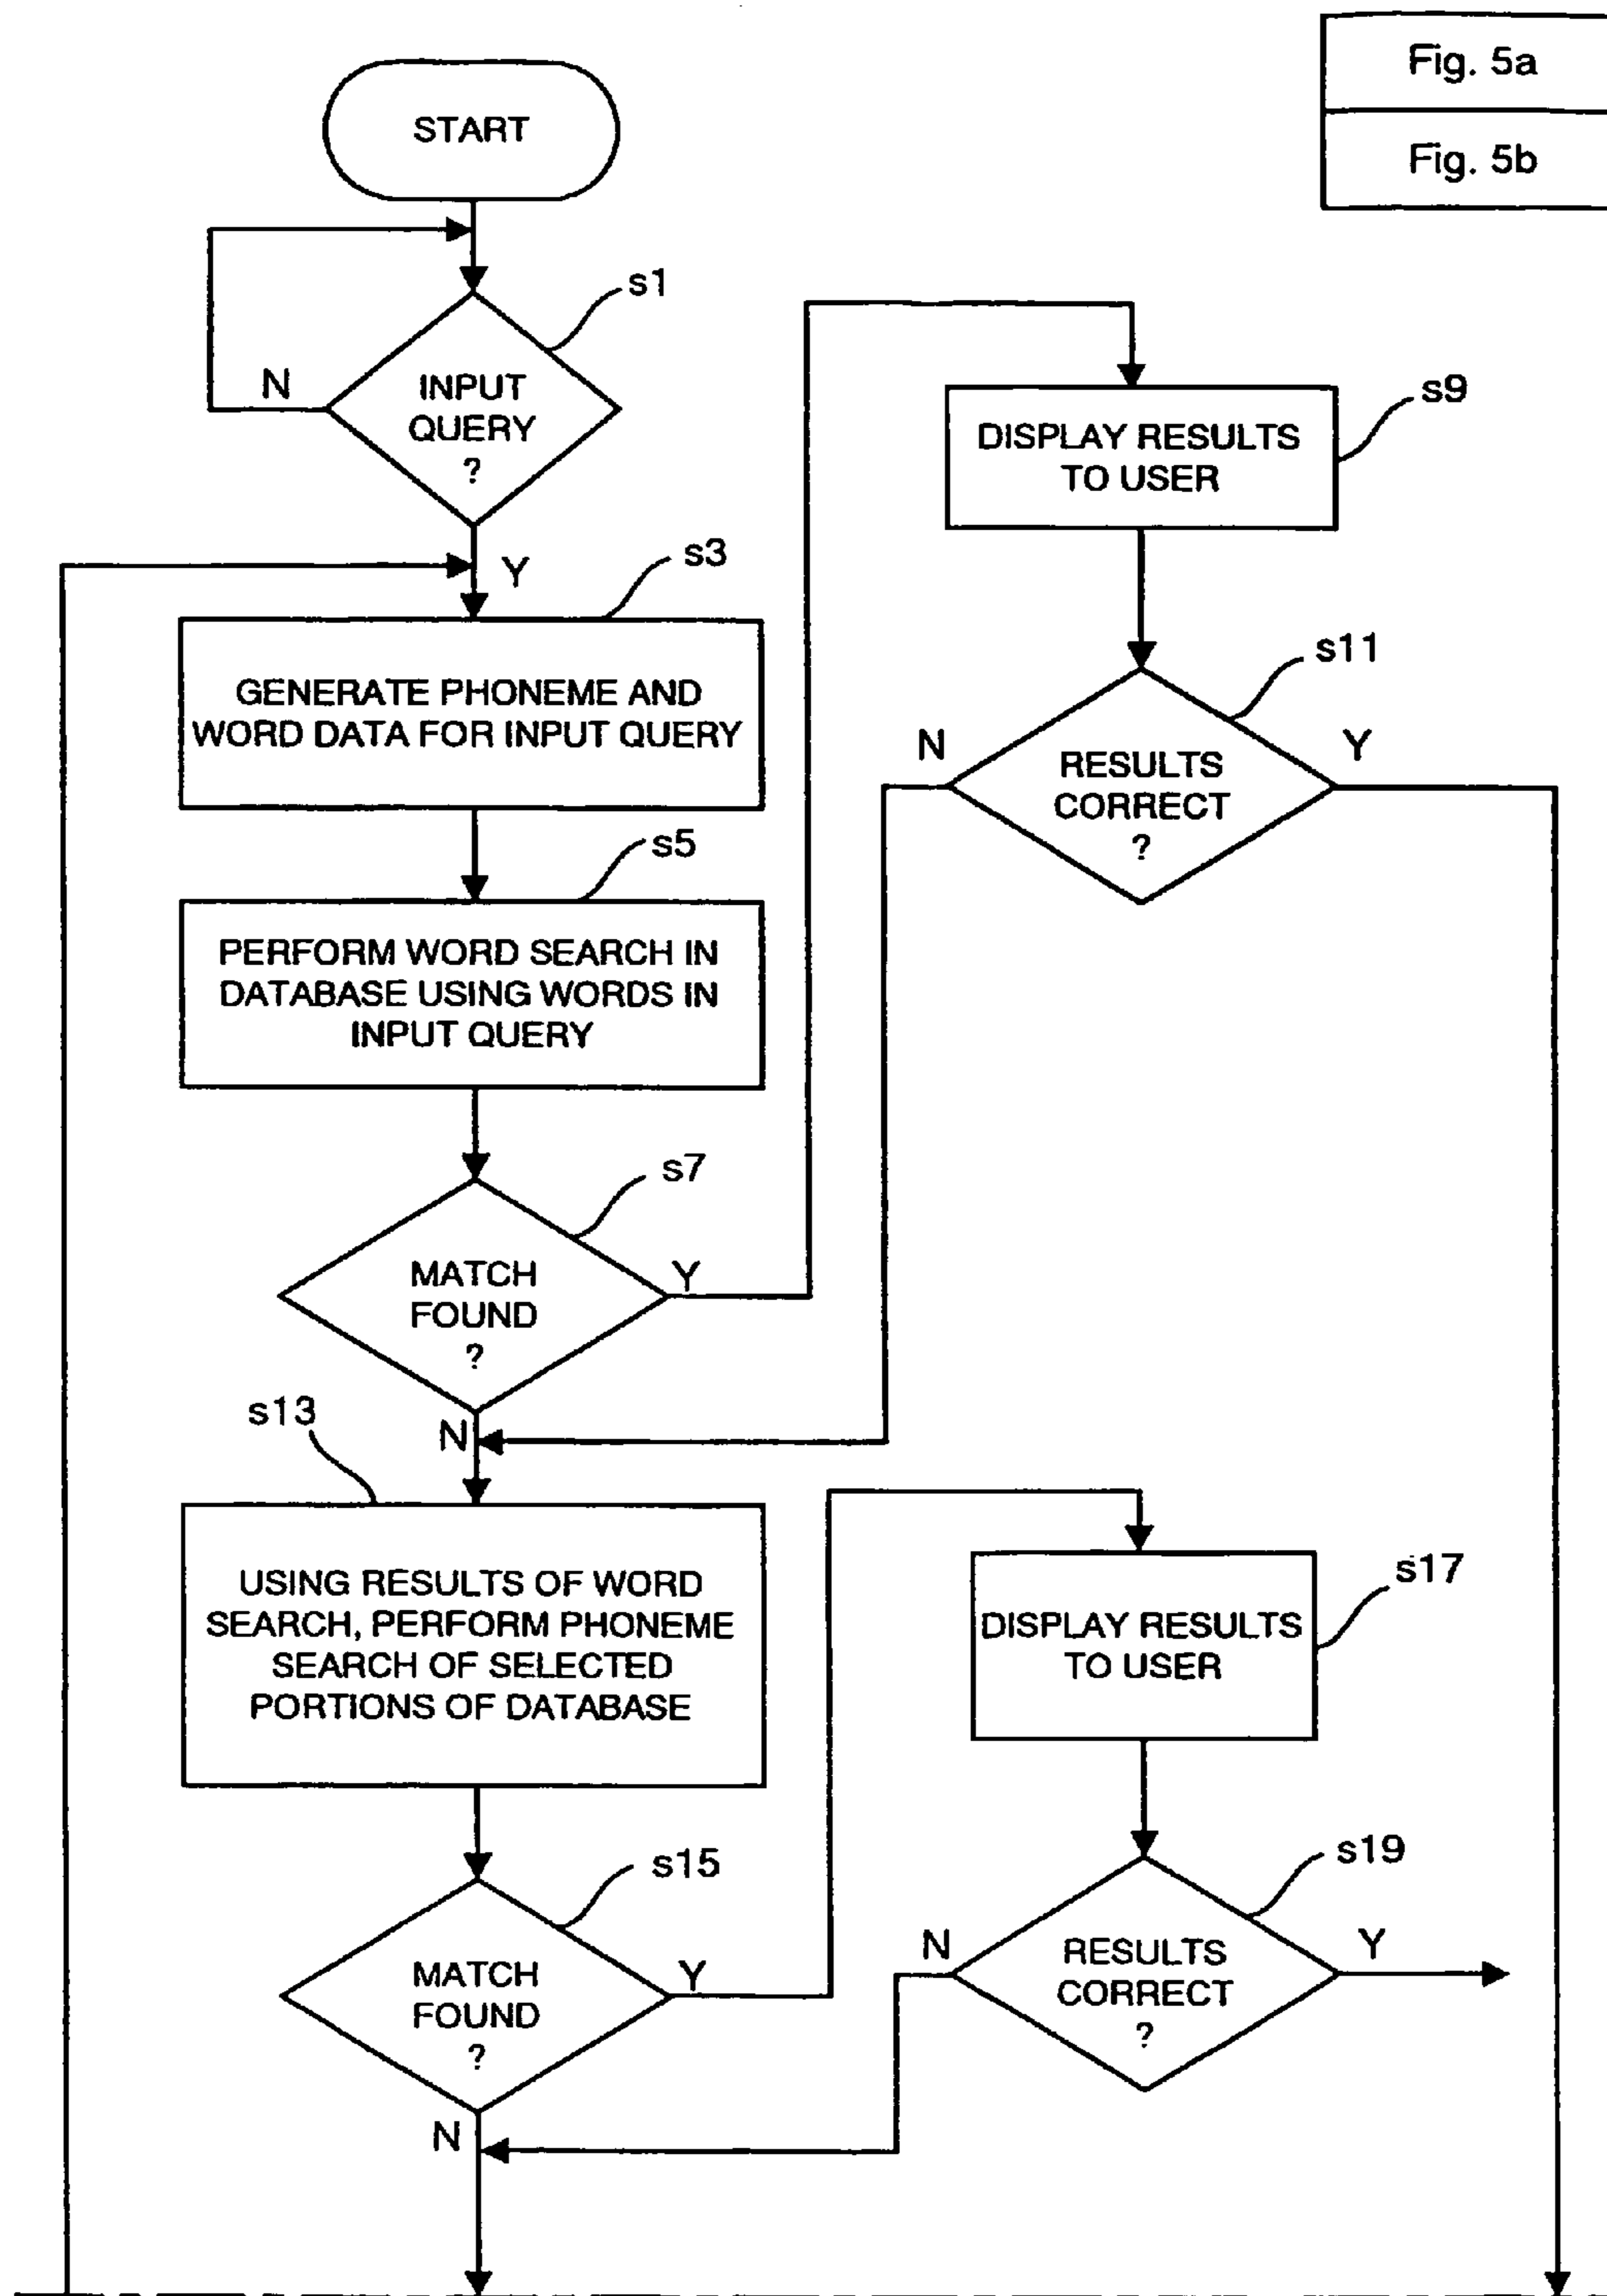 Fig. 5a
Fig. 5b
START
s1
N
INPUT
QUERY
?
Y
s3
GENERATE PHONEME AND
WORD DATA FOR INPUT QUERY
s5
PERFORM WORD SEARCH IN
DATABASE USING WORDS IN
INPUT QUERY
s7
MATCH
FOUND
?
Y
N
s9
DISPLAY RESULTS
TO USER
s11
N
RESULTS
CORRECT
?
Y
s13
USING RESULTS OF WORD
SEARCH, PERFORM PHONEME
SEARCH OF SELECTED
PORTIONS OF DATABASE
s15
MATCH
FOUND
?
Y
N
s17
DISPLAY RESULTS
TO USER
s19
N
RESULTS
CORRECT
?
Y